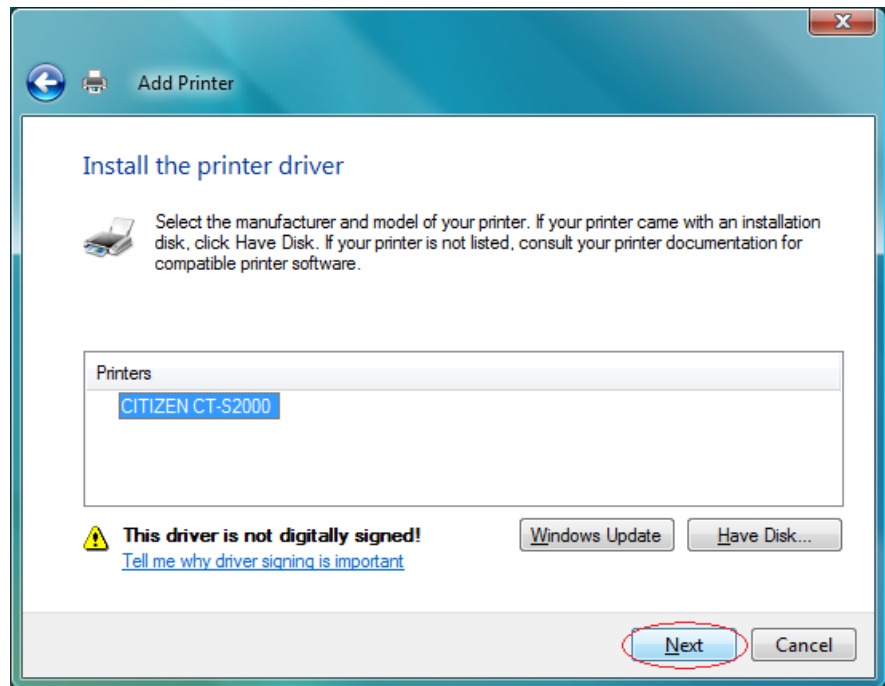 X
Add Printer
Install the printer driver
Select the manufacturer and model of your printer. If your printer came with an installation
disk, click Have Disk. If your printer is not listed, consult your printer documentation for
compatible printer software.
Printers
CITIZEN CT-S2000
This driver is not digitally signed!
Windows Update
Have Disk...
Tell me why driver signing is important
Next
Cancel